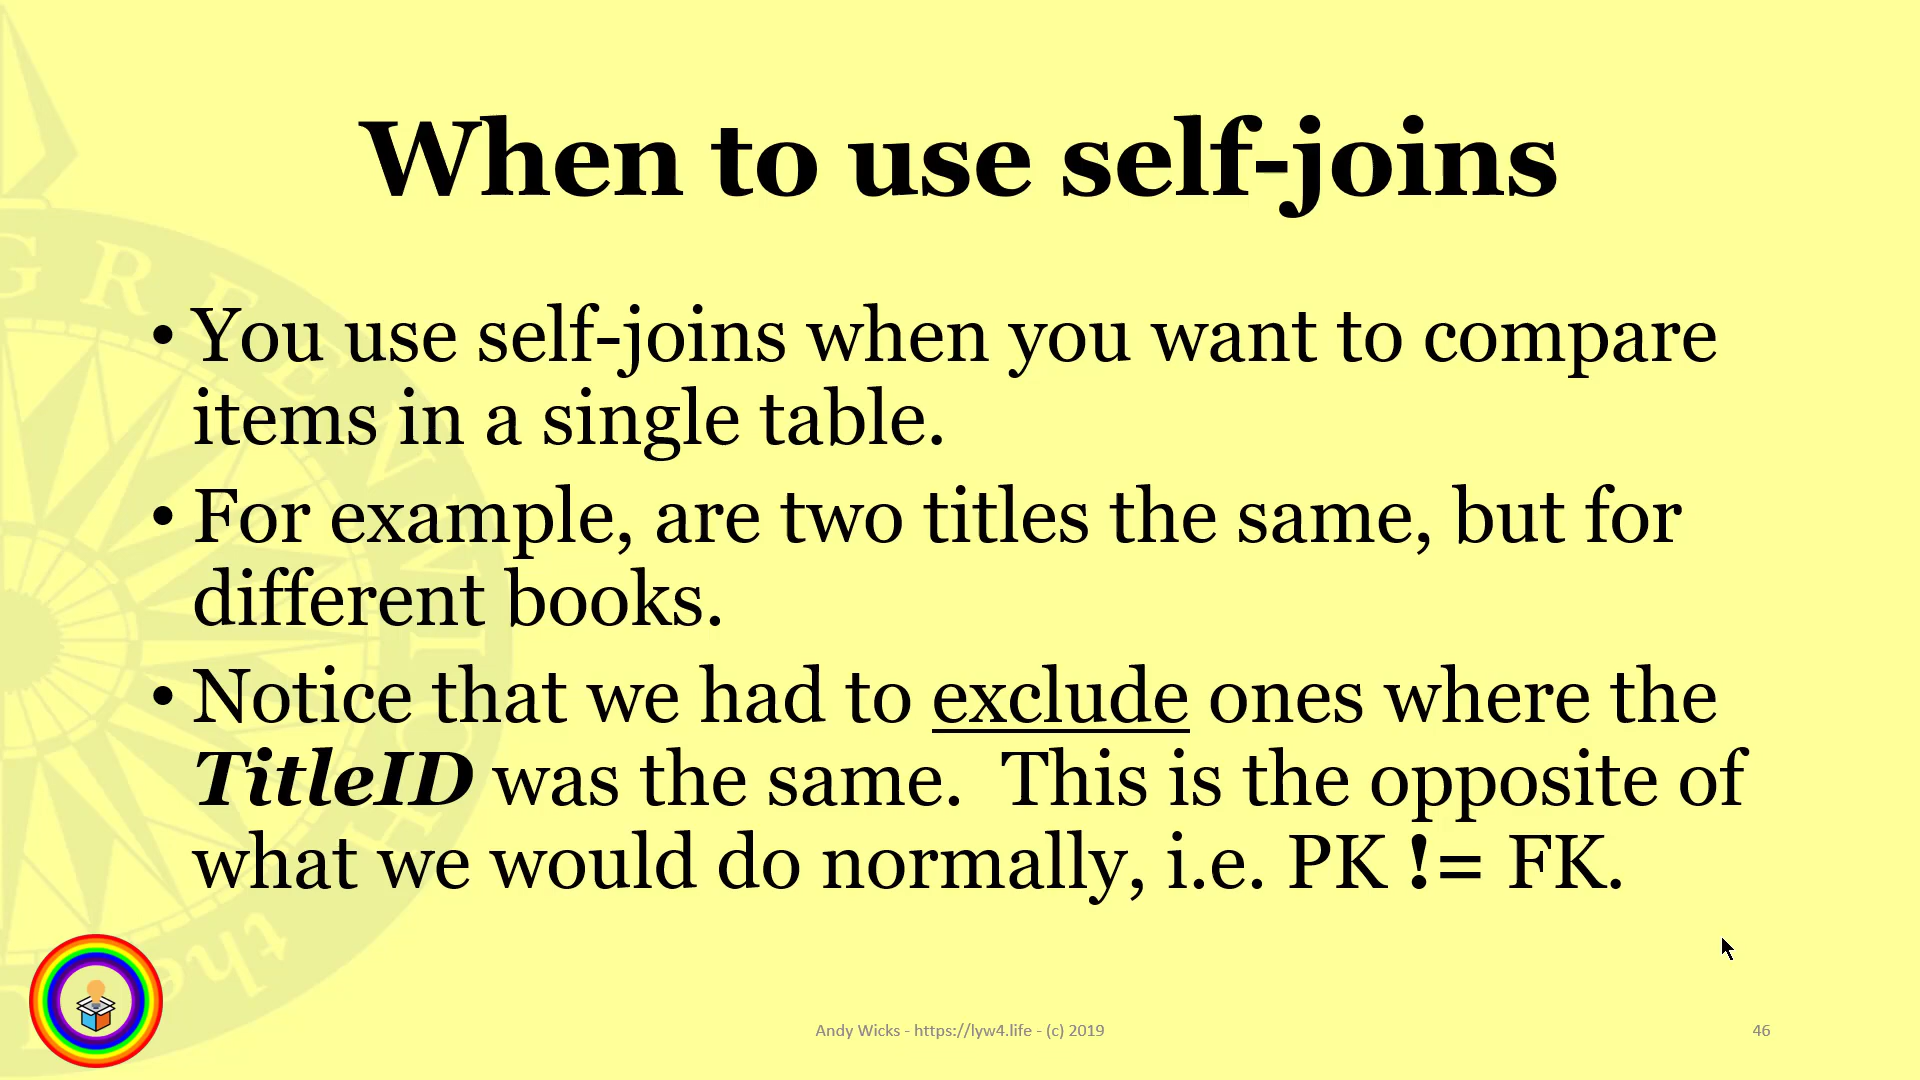 When to use self-joins
• You use self-joins when you want to compare
items in a single table.
• For example, are two titles the same, but for
different books.
• Notice that we had to exclude ones where the
TitleID was the same.  This is the opposite of
what we would do normally, i.e. PK != FK.
Andy Wicks - https://lyw4.life - (c) 2019
46